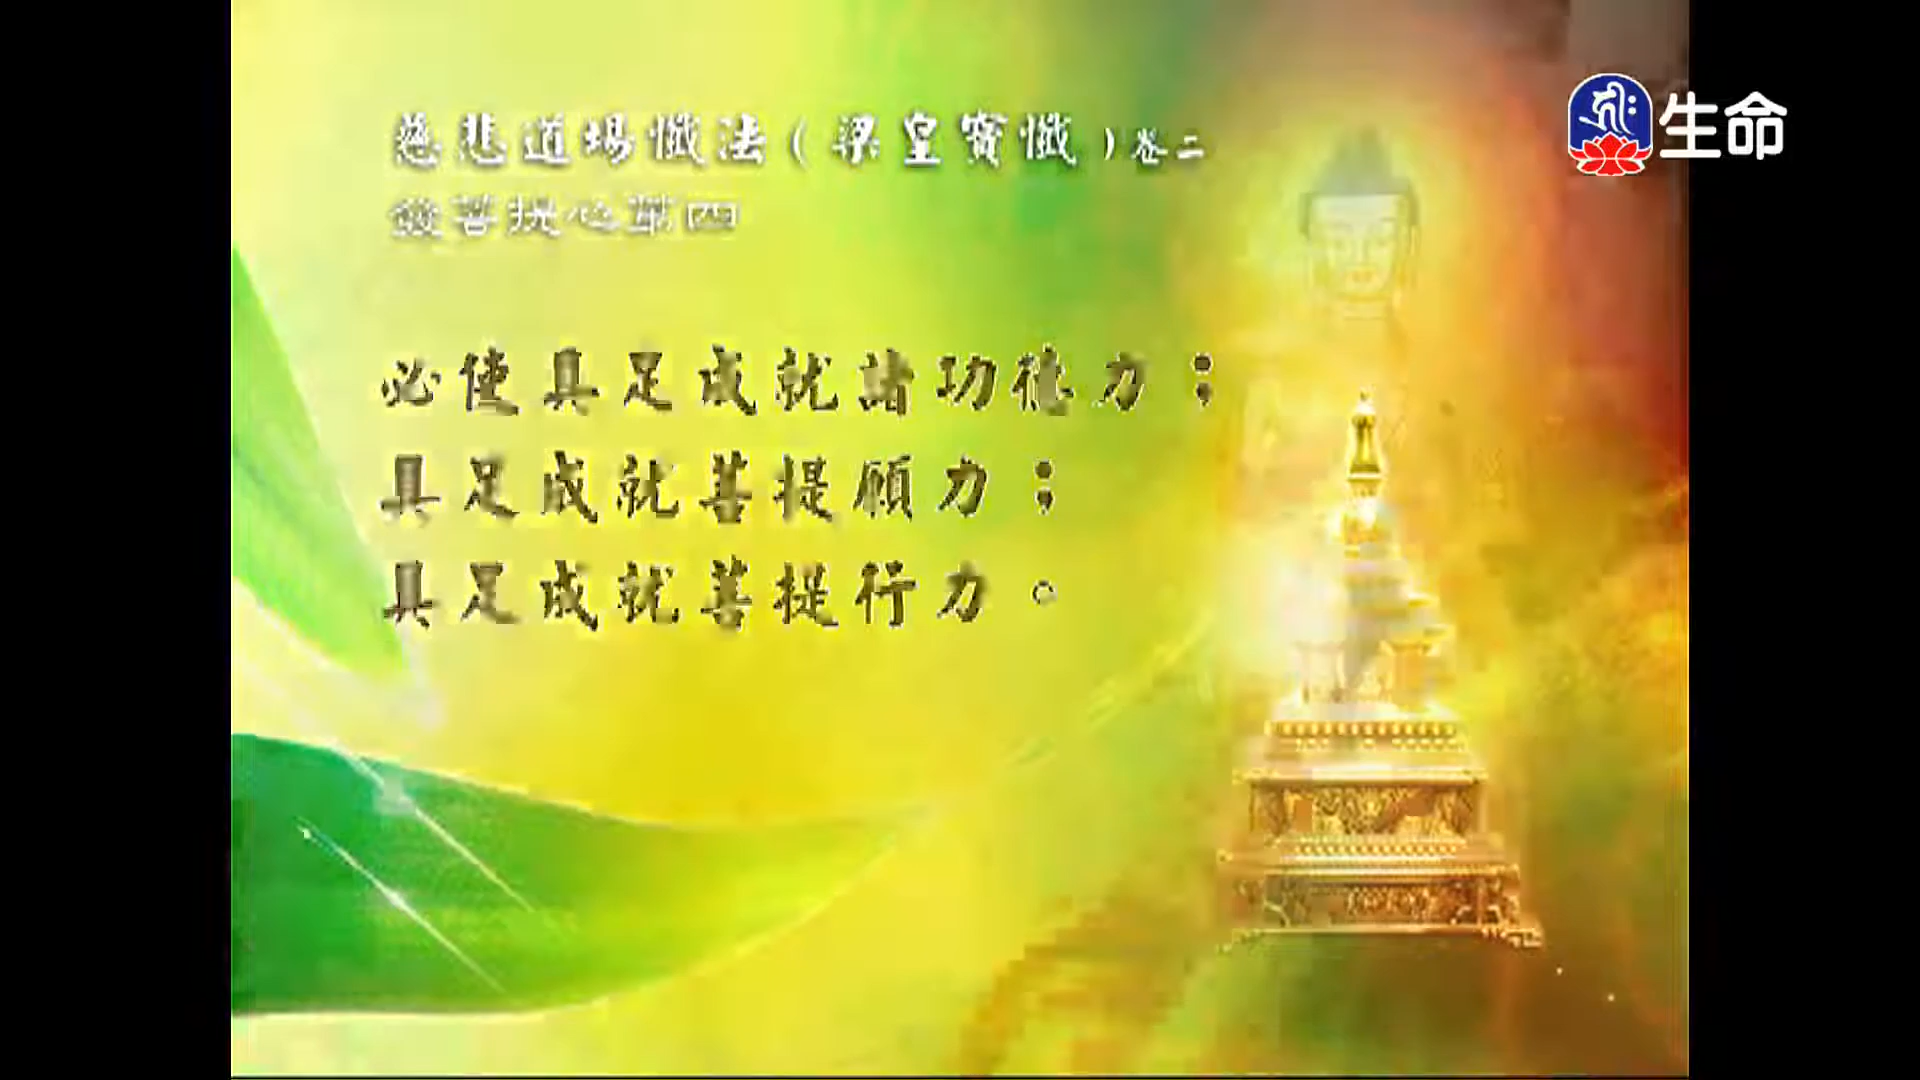 慈悲道場懺法(梁皇寶懺)卷二
發菩提心第四
必使具足成就諸功德力；
具足成就菩提願力；
具足成就菩提行力。
生命